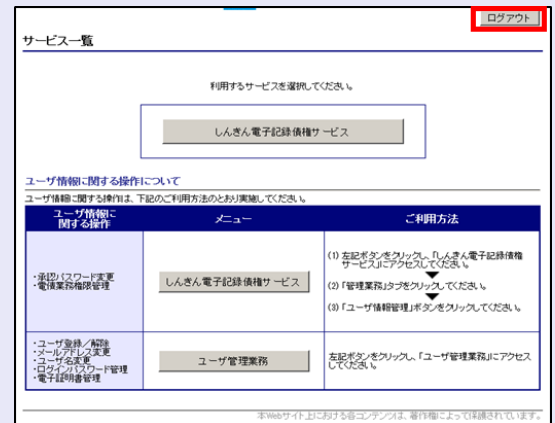 ログアウト
サービス一覧
利用するサービスを選択してください。
しんきん電子記録債権サービス
ユーザ情報に関する操作について
ユーザ情報に関する操作は、下記のご利用方法のとおり実施してください。
ユーザ情報に
関する操作
メニュー
ご利用方法
・承認パスワード変更
・電債業務権限管理
しんきん電子記録債権サービス
(1) 左記ボタンをクリックし、「しんきん電子記録債権
サービス」にアクセスしてください。
(2)「管理業務」タブをクリックしてください。
(3)「ユーザ情報管理」ボタンをクリックしてください。
・ユーザ登録／解除
・メールアドレス変更
・ユーザ名変更
・ログインパスワード管理
・電子証明書管理
ユーザ管理業務
左記ボタンをクリックし、「ユーザ管理業務」にアクセス
してください。
本Webサイト上における各コンテンツは、著作権によって保護されています。